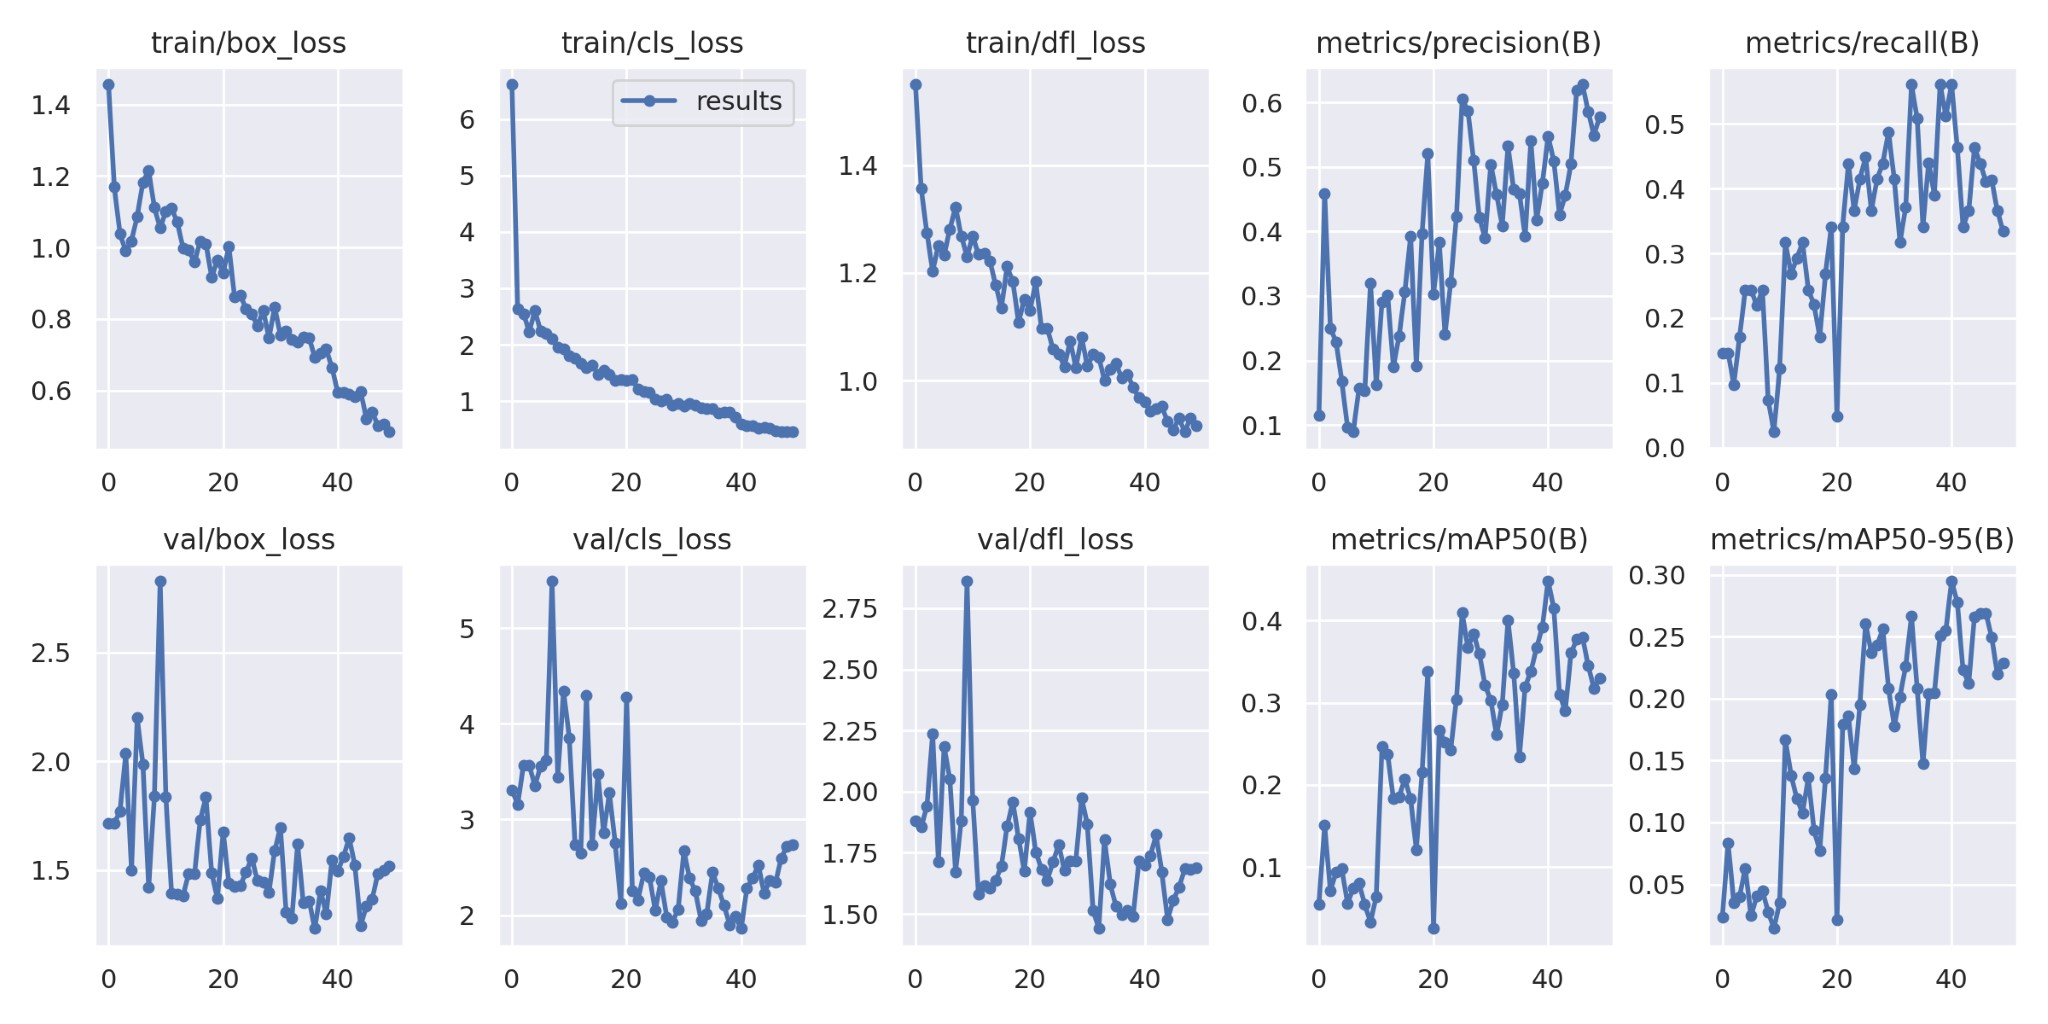 train/box_loss
1.4
1.2
1.0
0.8
0.6
0 20 40
train/cls_loss
results
6
5
4
3
2
1
0 20 40
train/dfl_loss
1.4
1.2
1.0
0 20 40
metrics/precision(B)
0.6
0.5
0.4
0.3
0.2
0.1
0 20 40
metrics/recall(B)
0.5
0.4
0.3
0.2
0.1
0.0
0 20 40
val/box_loss
2.5
2.0
1.5
0 20 40
val/cls_loss
5
4
3
2
0 20 40
val/dfl_loss
2.75
2.50
2.25
2.00
1.75
1.50
0 20 40
metrics/mAP50(B)
0.4
0.3
0.2
0.1
0 20 40
metrics/mAP50-95(B)
0.30
0.25
0.20
0.15
0.10
0.05
0 20 40